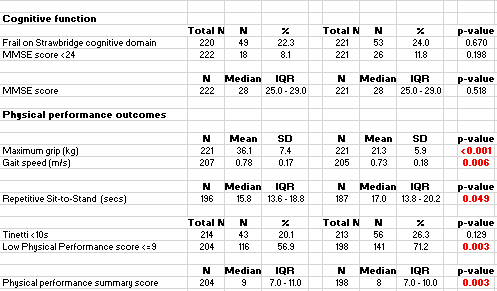 Cognitive function
Total N N % Total N N % p-value
Frail on Strawbridge cognitive domain 220 49 22.3 221 53 24.0 0.670
MMSE score <24 222 18 8.1 221 26 11.8 0.198
N Median IQR N Median IQR p-value
MMSE score 222 28 25.0 - 29.0 221 28 25.0 - 29.0 0.518
Physical performance outcomes
N Mean SD N Mean SD p-value
Maximum grip (kg) 221 36.1 7.4 221 21.3 5.9 <0.001
Gait speed (m/s) 207 0.78 0.17 205 0.73 0.18 0.006
N Median IQR N Median IQR p-value
Repetitive Sit-to-Stand (secs) 196 15.8 13.6 - 18.6 187 17.0 13.8 - 20.2 0.049
Total N N % Total N N % p-value
Tinetti <10s 214 43 20.1 213 56 26.3 0.129
Low Physical Performance score <=9 204 116 56.9 198 141 71.2 0.003
N Median IQR N Median IQR p-value
Physical performance summary score 204 9 7.0 - 11.0 198 8 7.0 - 10.0 0.003